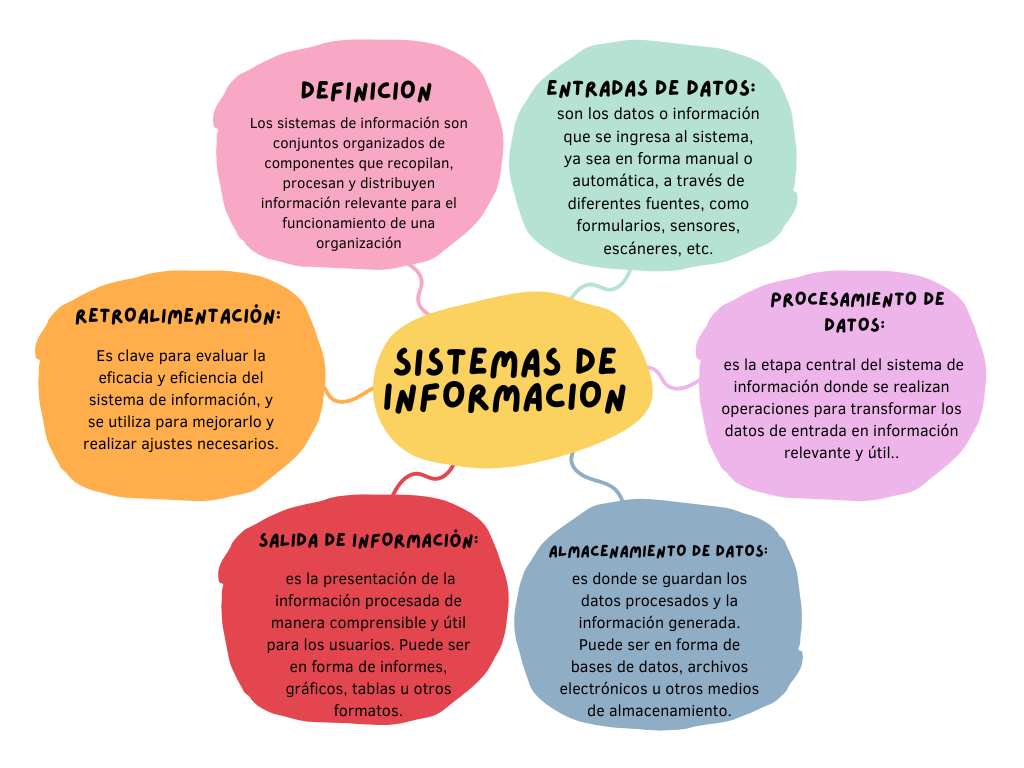 DEFINICION
Los sistemas de información son
conjuntos organizados de
componentes que recopilan,
procesan y distribuyen
información relevante para el
funcionamiento de una
organización
ENTRADAS DE DATOS:
son los datos o información
que se ingresa al sistema,
ya sea en forma manual o
automática, a través de
diferentes fuentes, como
formularios, sensores,
escáneres, etc.
RETROALIMENTACIÓN:
Es clave para evaluar la
eficacia y eficiencia del
sistema de información, y
se utiliza para mejorarlo y
realizar ajustes necesarios.
SISTEMAS DE
INFORMACION
PROCESAMIENTO DE
DATOS:
es la etapa central del sistema de
información donde se realizan
operaciones para transformar los
datos de entrada en información
relevante y útil..
SALIDA DE INFORMACIÓN:
es la presentación de la
información procesada de
manera comprensible y útil
para los usuarios. Puede ser
en forma de informes,
gráficos, tablas u otros
formatos.
ALMACENAMIENTO DE DATOS:
es donde se guardan los
datos procesados y la
información generada.
Puede ser en forma de
bases de datos, archivos
electrónicos u otros medios
de almacenamiento.